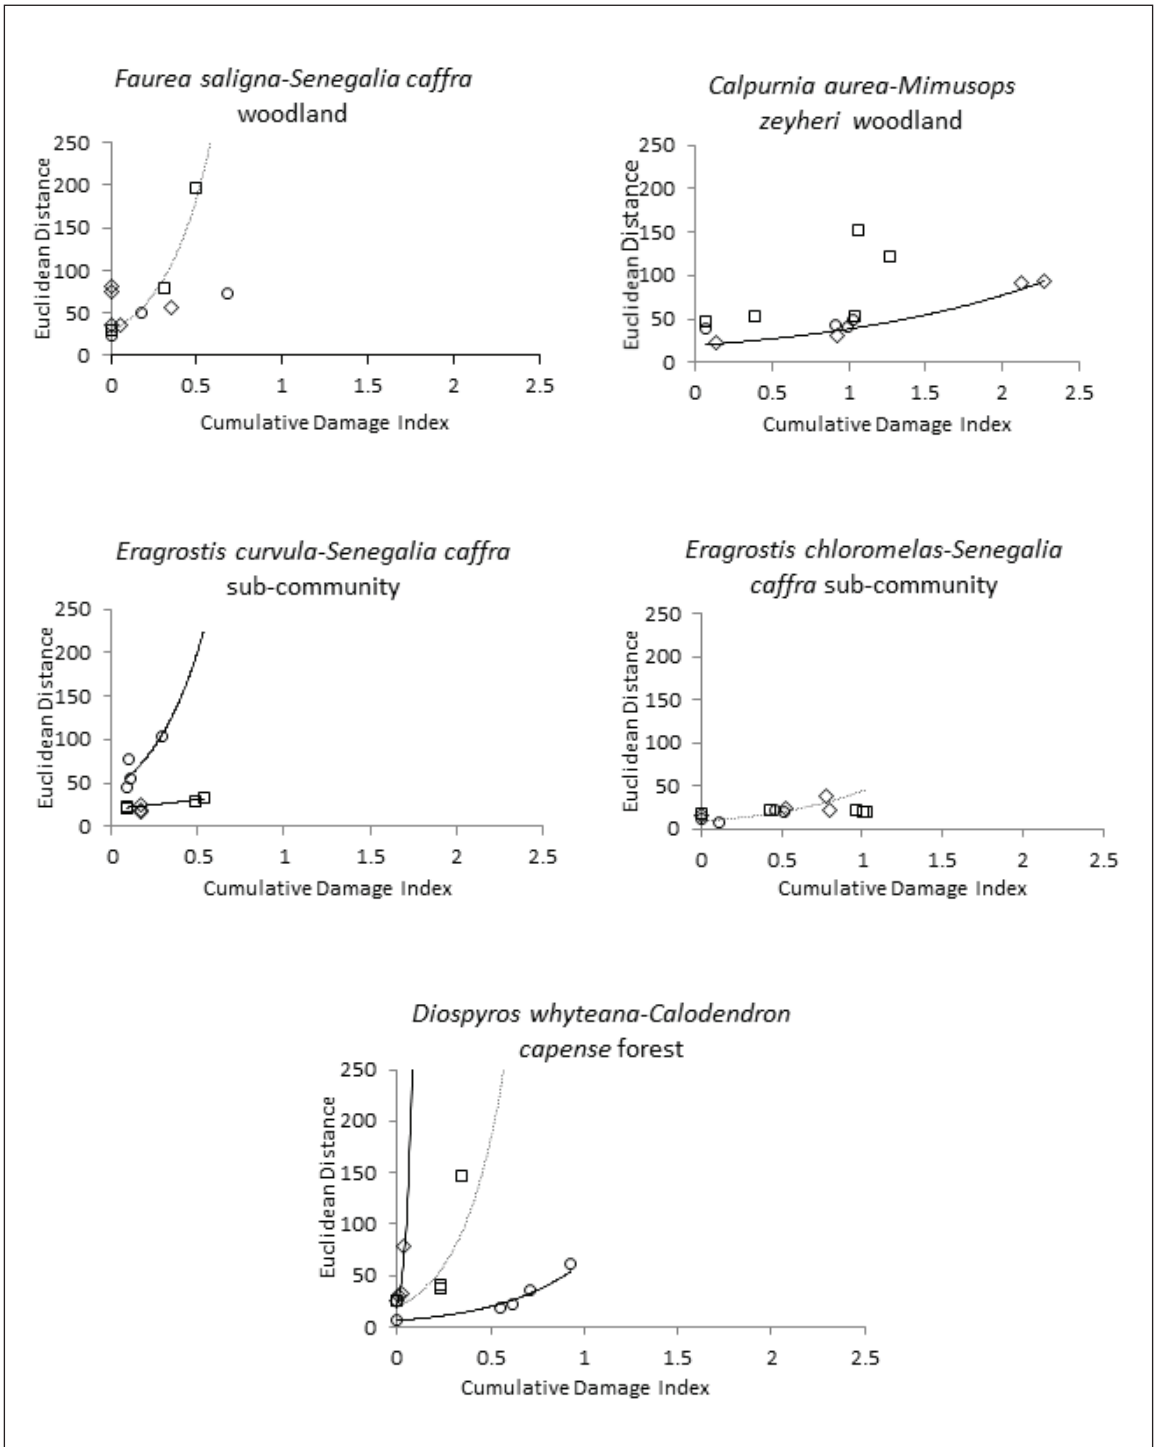 Faurea saligna-Senegalia caffra
woodland
250
200
150
100
50
0
Euclidean Distance
0 0.5 1 1.5 2 2.5
Cumulative Damage Index
Calpurnia aurea-Mimusops
zeyheri woodland
250
200
150
100
50
0
Euclidean Distance
0 0.5 1 1.5 2 2.5
Cumulative Damage Index
Eragrostis curvula-Senegalia caffra
sub-community
250
200
150
100
50
0
Euclidean Distance
0 0.5 1 1.5 2 2.5
Cumulative Damage Index
Eragrostis chloromelas-Senegalia
caffra sub-community
250
200
150
100
50
0
Euclidean Distance
0 0.5 1 1.5 2 2.5
Cumulative Damage Index
Diospyros whyteana-Calodendron
capense forest
250
200
150
100
50
0
Euclidean Distance
0 0.5 1 1.5 2 2.5
Cumulative Damage Index